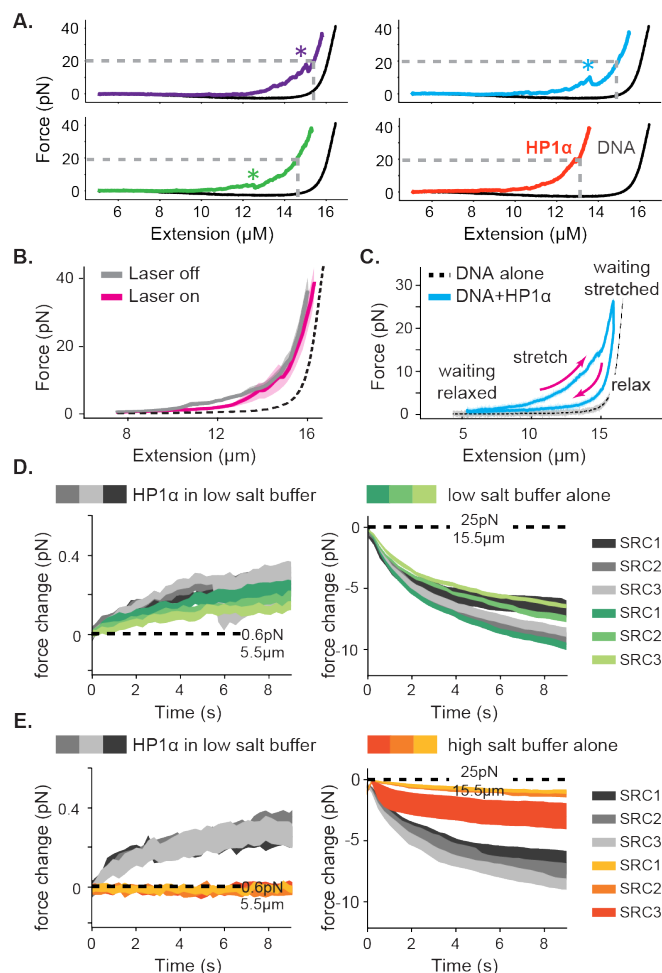 A.
Force (pN)
40
20
0
*
40
20
0
*
40
20
0
*
HP1α
DNA
6 8 10 12 14 16
Extension (µM)
6 8 10 12 14 16
Extension (µM)
B.
Force (pN)
40
20
0
Laser off
Laser on
8 12 16
Extension (µm)
C.
Force (pN)
30
20
10
0
DNA alone
DNA+HP1α
waiting
stretched
stretch
waiting
relaxed
relax
5 10 15
Extension (µm)
D.
HP1α in low salt buffer
low salt buffer alone
force change (pN)
0.4
0
0.6pN
5.5µm
0 2 4 6 8
Time (s)
force change (pN)
0
-5
-10
25pN
15.5µm
0 2 4 6 8
Time (s)
SRC1
SRC2
SRC3
SRC1
SRC2
SRC3
E.
HP1α in low salt buffer
high salt buffer alone
force change (pN)
0.4
0
0.6pN
5.5µm
0 2 4 6 8
Time (s)
force change (pN)
0
-5
-10
25pN
15.5µm
0 2 4 6 8
Time (s)
SRC1
SRC2
SRC3
SRC1
SRC2
SRC3